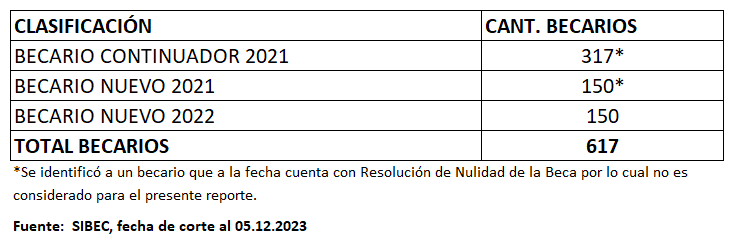 CLASIFICACIÓN CANT. BECARIOS
BECARIO CONTINUADOR 2021 317*
BECARIO NUEVO 2021 150*
BECARIO NUEVO 2022 150
TOTAL BECARIOS 617
*Se identificó a un becario que a la fecha cuenta con Resolución de Nulidad de la Beca por lo cual no es
considerado para el presente reporte.
Fuente: SIBEC, fecha de corte al 05.12.2023